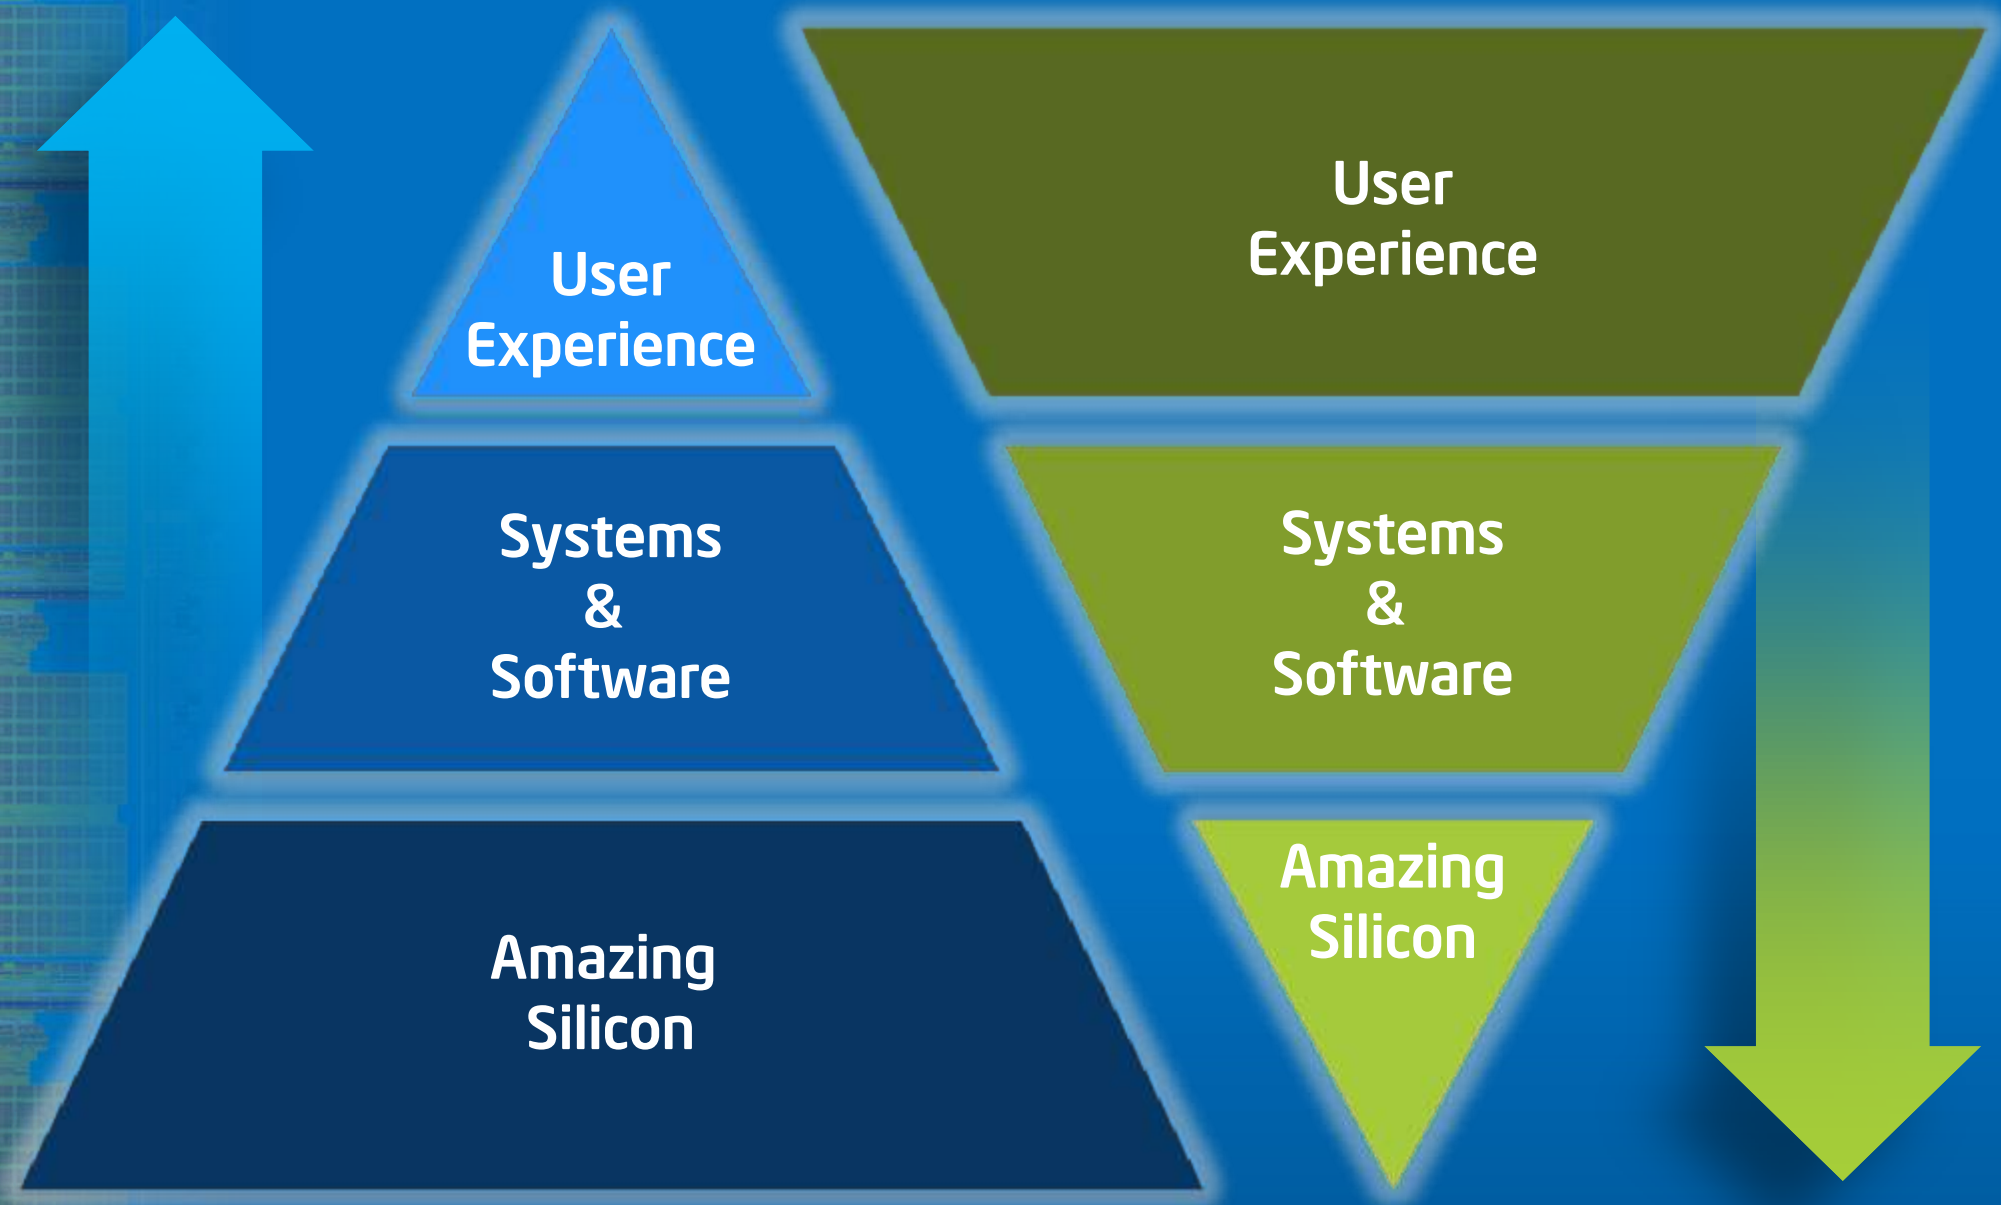 User
Experience
Systems
&
Software
Amazing
Silicon
User
Experience
Systems
&
Software
Amazing
Silicon